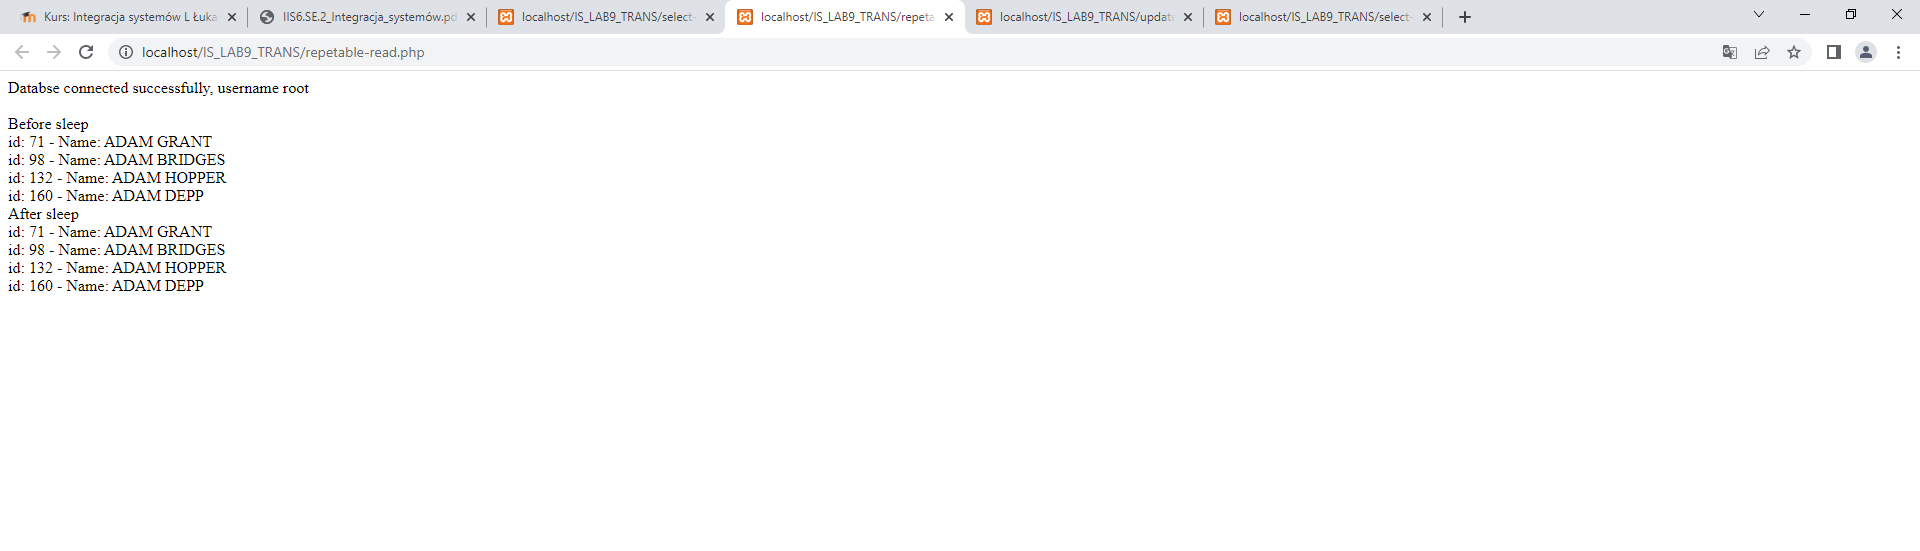 Kurs: Integracja systemów L Łuka
IIS6.SE.2_Integracja_systemów.pd
localhost/IS_LAB9_TRANS/select-
localhost/IS_LAB9_TRANS/repeta
localhost/IS_LAB9_TRANS/update
localhost/IS_LAB9_TRANS/select-
localhost/IS_LAB9_TRANS/repetable-read.php
Databse connected successfully, username root
Before sleep
id: 71 - Name: ADAM GRANT
id: 98 - Name: ADAM BRIDGES
id: 132 - Name: ADAM HOPPER
id: 160 - Name: ADAM DEPP
After sleep
id: 71 - Name: ADAM GRANT
id: 98 - Name: ADAM BRIDGES
id: 132 - Name: ADAM HOPPER
id: 160 - Name: ADAM DEPP